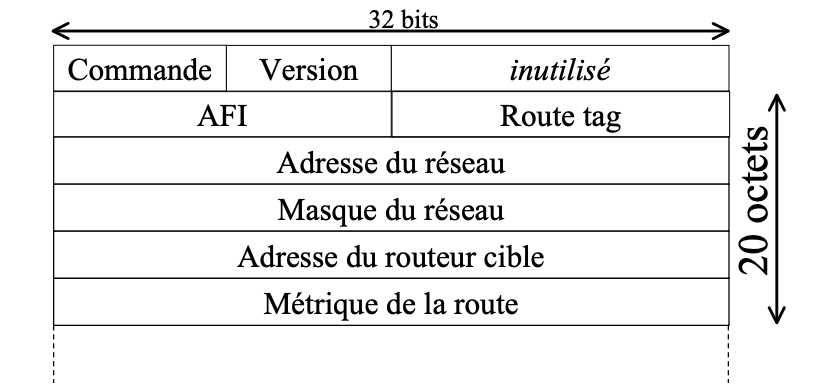 32 bits
Commande Version inutilisé
AFI Route tag
Adresse du réseau
Masque du réseau
Adresse du routeur cible
Métrique de la route
20 octets